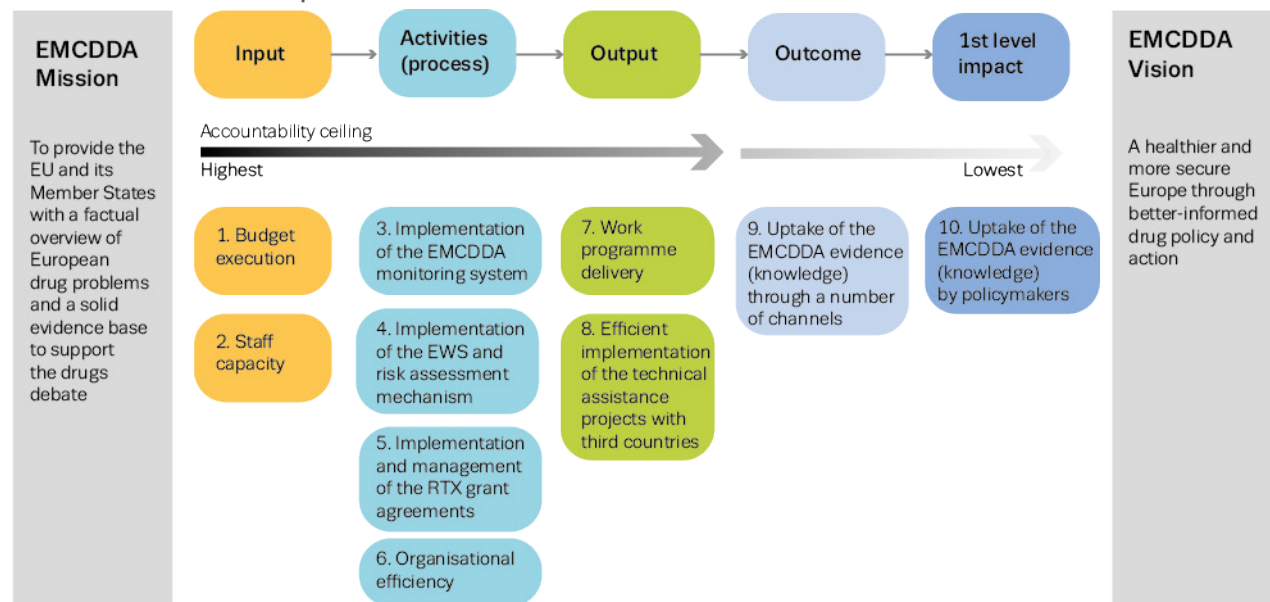 EMCDDA
Mission
To provide the
EU and its
Member States
with a factual
overview of
European
drug problems
and a solid
evidence base
to support
the drugs
debate
Input
Activities
(process)
Output
Outcome
1st level
impact
Accountability ceiling
Highest
Lowest
1. Budget
execution
2. Staff
capacity
3. Implementation
of the EMCDDA
monitoring system
4. Implementation
of the EWS and
risk assessment
mechanism
5. Implementation
and management
of the RTX grant
agreements
6. Organisational
efficiency
7. Work
programme
delivery
8. Efficient
implementation
of the technical
assistance
projects with
third countries
9. Uptake of the
EMCDDA evidence
(knowledge)
through a number
of channels
10. Uptake of the
EMCDDA evidence
(knowledge)
by policymakers
EMCDDA
Vision
A healthier and
more secure
Europe through
better-informed
drug policy and
action